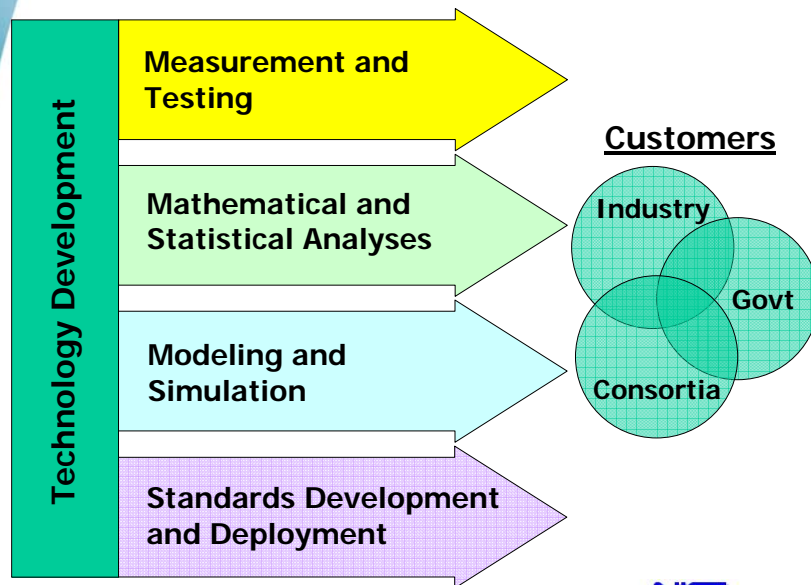 Technology Development
Measurement and
Testing
Mathematical and
Statistical Analyses
Modeling and
Simulation
Standards Development
and Deployment
Customers
Industry
Govt
Consortia